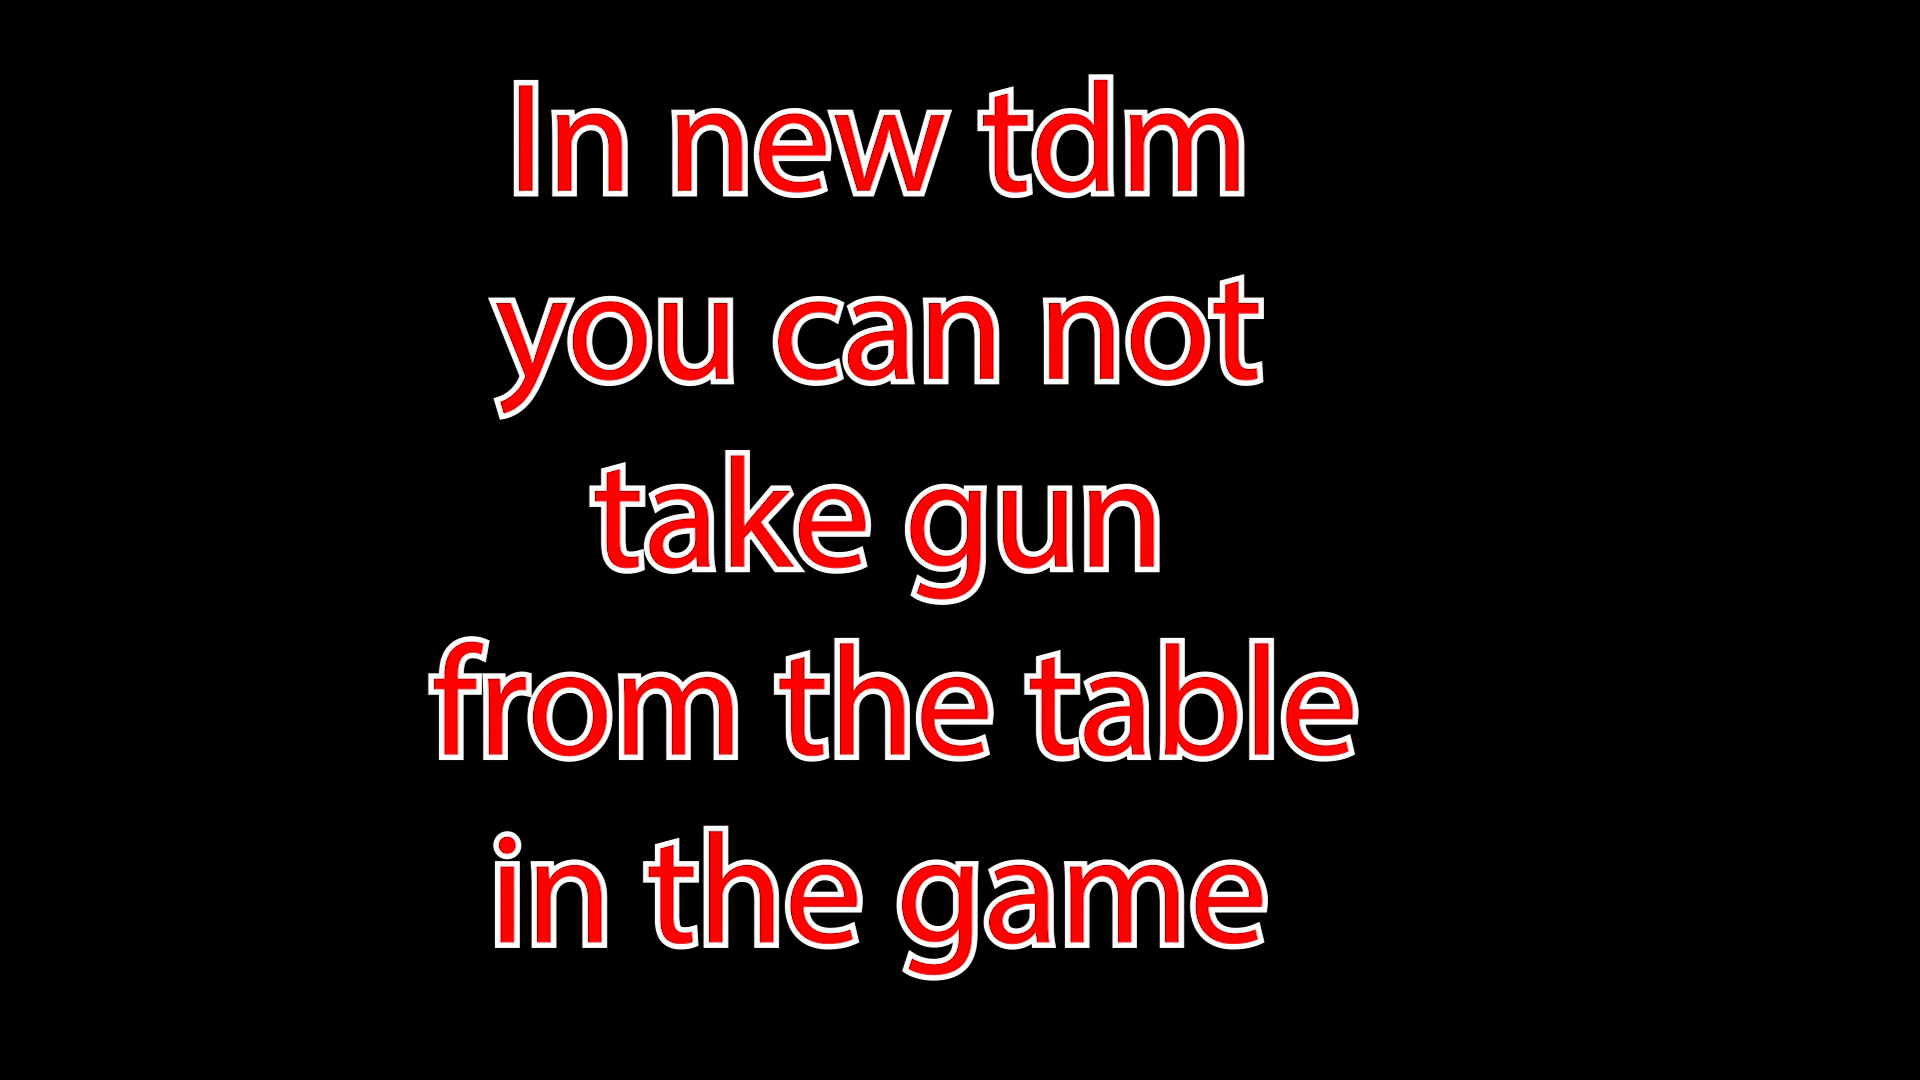 In new tdm
you can not
take gun
from the table
in the game